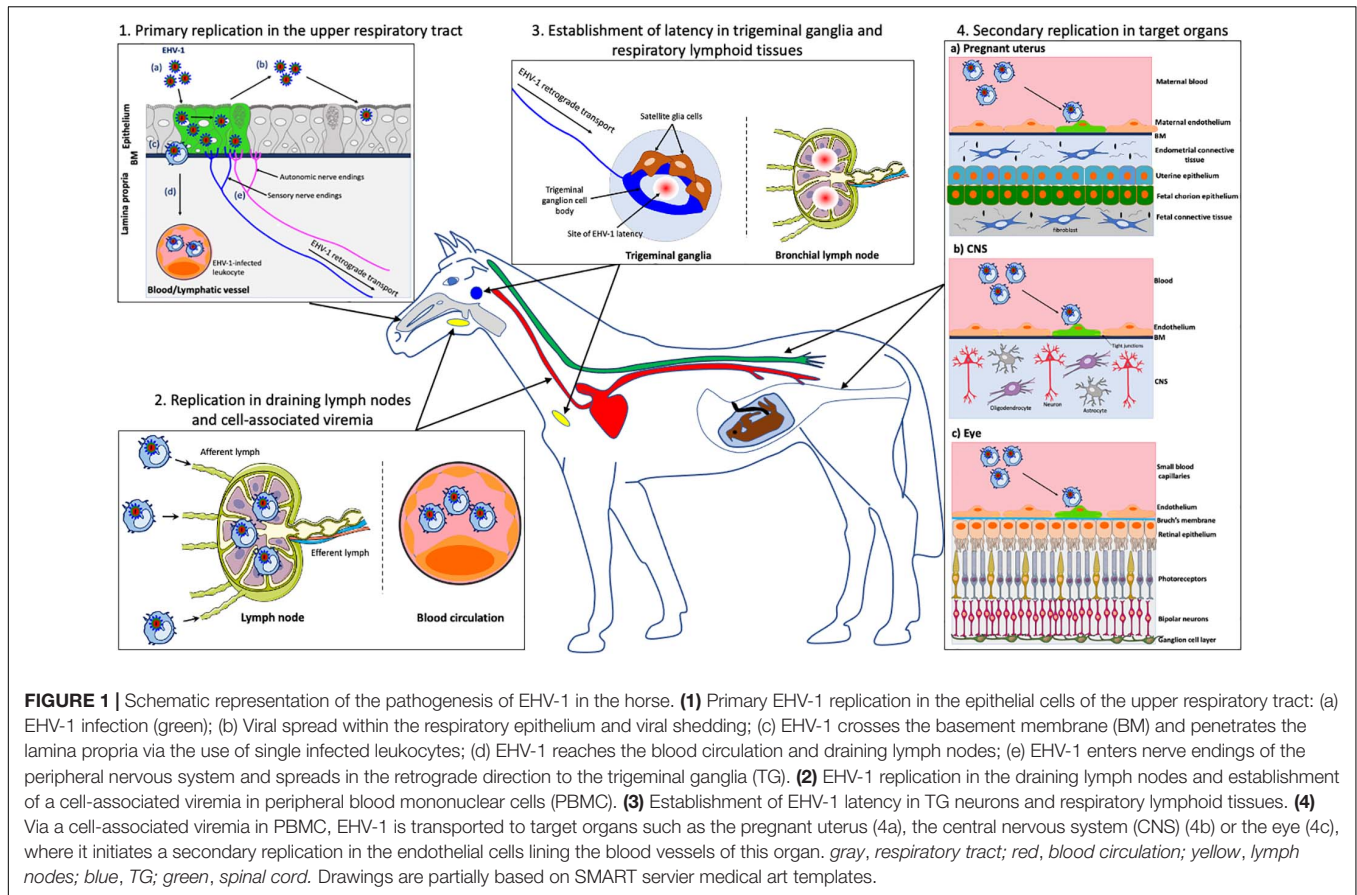 1. Primary replication in the upper respiratory tract
EHV-1
(a)
(b)
Epithelium
BM
(c)
Lamina propria
(d)
(e)
Autonomic nerve endings
Sensory nerve endings
EHV-1 retrograde transport
EHV-1-infected
leukocyte
Blood/Lymphatic vessel
2. Replication in draining lymph nodes
and cell-associated viremia
Afferent lymph
Efferent lymph
Lymph node
Blood circulation
3. Establishment of latency in trigeminal ganglia and
respiratory lymphoid tissues
EHV-1 retrograde transport
Satellite glia cells
Trigeminal
ganglion cell
body
Site of EHV-1 latency
Trigeminal ganglia
Bronchial lymph node
4. Secondary replication in target organs
a) Pregnant uterus
Maternal blood
Maternal endothelium
BM
Endometrial connective
tissue
Uterine epithelium
Fetal chorion epithelium
Fetal connective tissue
fibroblast
b) CNS
Blood
Endothelium
BM
Tight junctions
CNS
Oligodendrocyte
Neuron
Astrocyte
c) Eye
Small blood
capillaries
Endothelium
Bruch's membrane
Retinal epithelium
Photoreceptors
Bipolar neurons
Ganglion cell layer
FIGURE 1 | Schematic representation of the pathogenesis of EHV-1 in the horse. (1) Primary EHV-1 replication in the epithelial cells of the upper respiratory tract: (a)
EHV-1 infection (green); (b) Viral spread within the respiratory epithelium and viral shedding; (c) EHV-1 crosses the basement membrane (BM) and penetrates the
lamina propria via the use of single infected leukocytes; (d) EHV-1 reaches the blood circulation and draining lymph nodes; (e) EHV-1 enters nerve endings of the
peripheral nervous system and spreads in the retrograde direction to the trigeminal ganglia (TG). (2) EHV-1 replication in the draining lymph nodes and establishment
of a cell-associated viremia in peripheral blood mononuclear cells (PBMC). (3) Establishment of EHV-1 latency in TG neurons and respiratory lymphoid tissues. (4)
Via a cell-associated viremia in PBMC, EHV-1 is transported to target organs such as the pregnant uterus (4a), the central nervous system (CNS) (4b) or the eye (4c),
where it initiates a secondary replication in the endothelial cells lining the blood vessels of this organ. gray, respiratory tract; red, blood circulation; yellow, lymph
nodes; blue, TG; green, spinal cord. Drawings are partially based on SMART servier medical art templates.